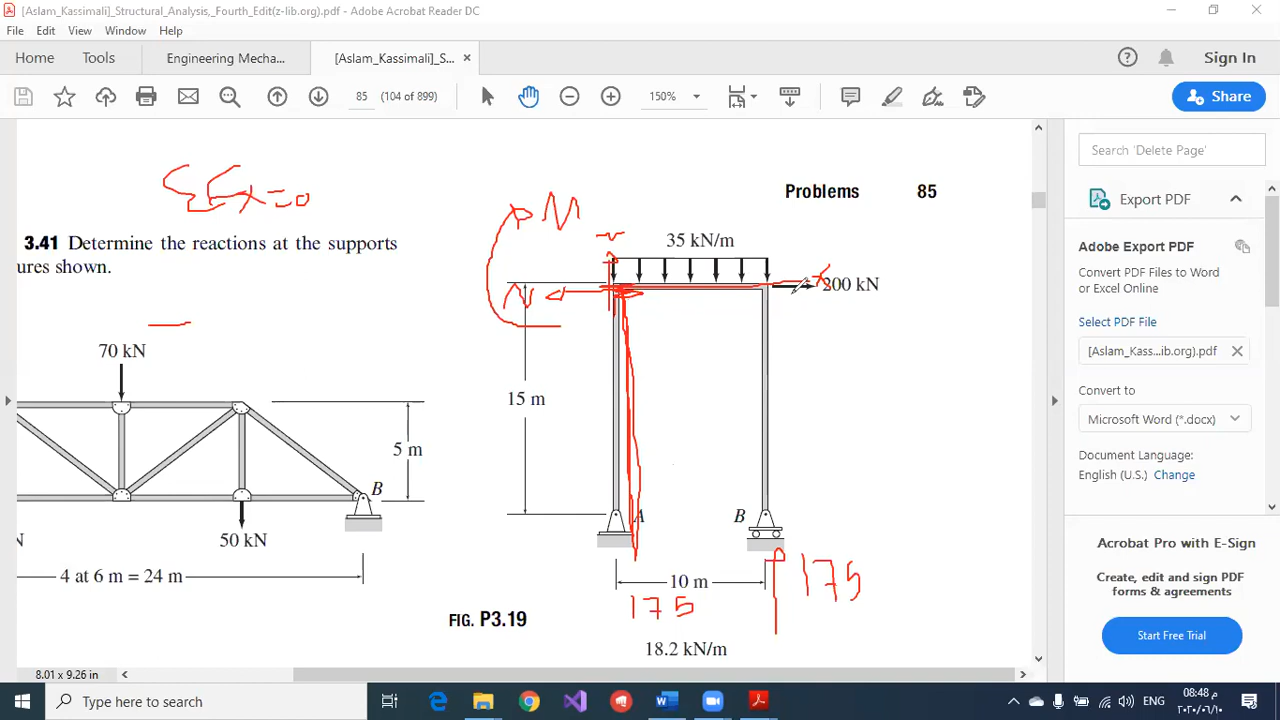 [Aslam_Kassimali]_Structural_Analysis,_Fourth_Edit(z-lib.org).pdf - Adobe Acrobat Reader DC
File Edit View Window Help
Home Tools Engineering Mecha... [Aslam_Kassimali]_S... × Sign In
85 (104 of 899) 150% Share
Search 'Delete Page'
Problems 85
Export PDF
ΣFx=0
M
3.41 Determine the reactions at the supports
ures shown.
35 kN/m
200 kN
N
15 m
70 kN
5 m
B
50 kN
4 at 6 m = 24 m
A
B
10 m
175
175
FIG. P3.19
18.2 kN/m
Adobe Export PDF
Convert PDF Files to Word
or Excel Online
Select PDF File
[Aslam_Kass...ib.org).pdf ×
Convert to
Microsoft Word (*.docx)
Document Language:
English (U.S.) Change
Acrobat Pro with E-Sign
Combine PDFs, edit and sign PDF
forms & agreements
Start Free Trial
8.01 x 9.26 in
Type here to search
ENG
08:48 م